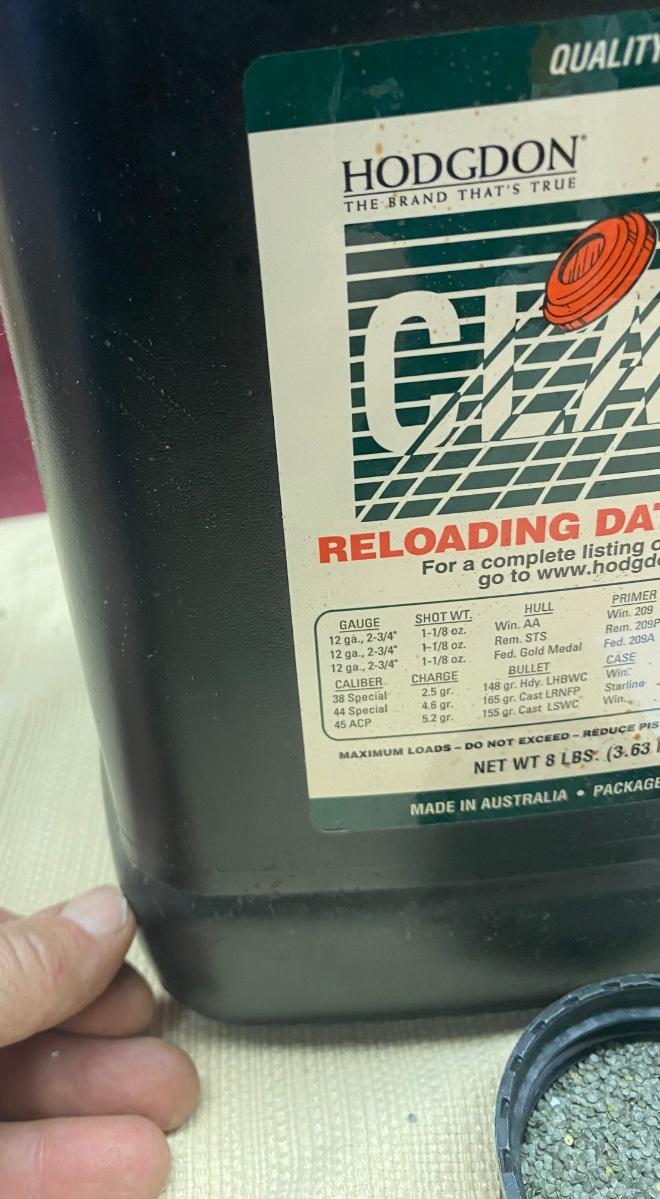 QUALITY
HODGDON®
THE BRAND THAT'S TRUE
CLA
RELOADING DAT
For a complete listing o
go to www.hodgdo
GAUGE SHOT WT. HULL PRIMER
12 ga., 2-3/4" 1-1/8 oz. Win. AA Win. 209
12 ga., 2-3/4" 1-1/8 oz. Rem. STS Rem. 209P
12 ga., 2-3/4" 1-1/8 oz. Fed. Gold Medal Fed. 209A
CALIBER CHARGE BULLET CASE
38 Special 2.5 gr. 148 gr. Hdy. LHBWC Win.
44 Special 4.6 gr. 165 gr. Cast LRNFP Starline
45 ACP 5.2 gr. 155 gr. Cast LSWC Win.
MAXIMUM LOADS – DO NOT EXCEED – REDUCE PIS
NET WT 8 LBS. (3.63
MADE IN AUSTRALIA • PACKAGE